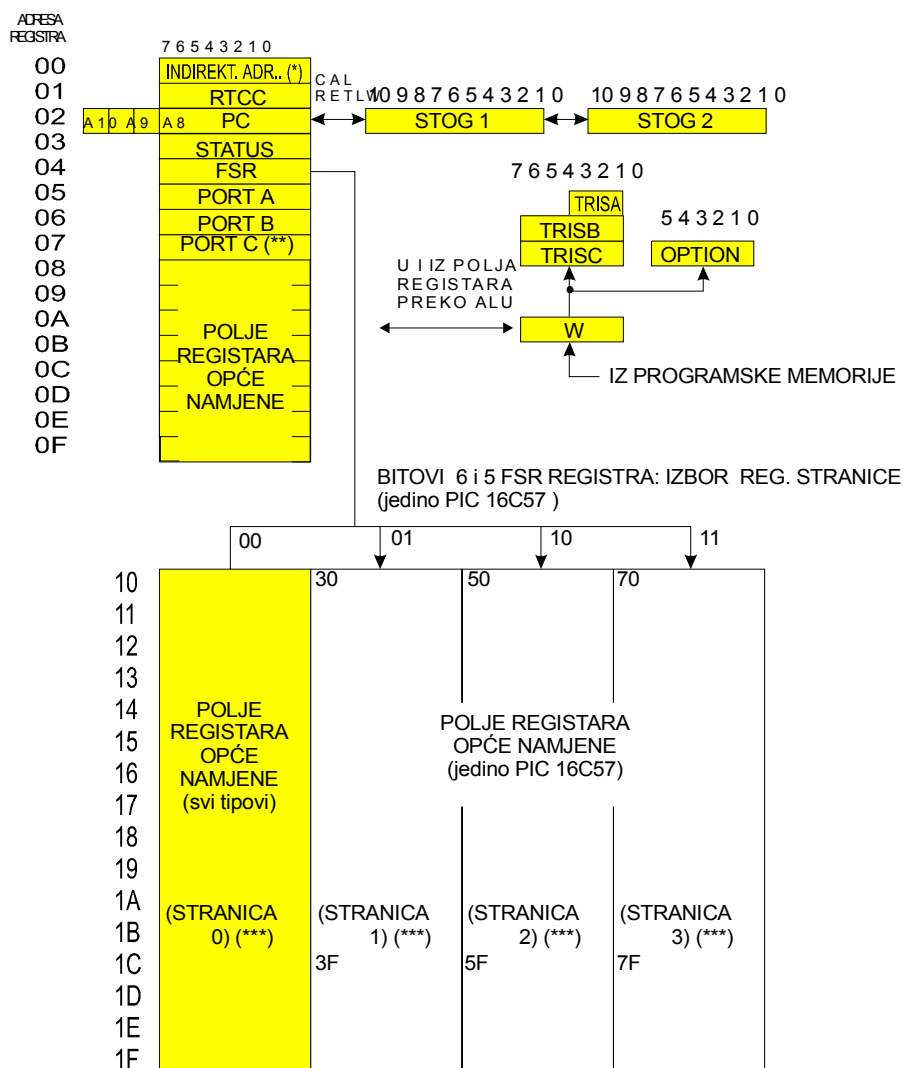 ADRESA
REGISTRA
7 6 5 4 3 2 1 0
00 INDIREKT. ADR.. (*)
CAL
RETLW
01 RTCC
10 9 8 7 6 5 4 3 2 1 0
10 9 8 7 6 5 4 3 2 1 0
02 A10 A9 A8 PC
STOG 1
STOG 2
03 STATUS
04 FSR
05 PORT A
06 PORT B
07 PORT C (**)
08
09
0A
0B
0C
0D
0E
0F
POLJE
REGISTARA
OPĆE
NAMJENE
7 6 5 4 3 2 1 0
TRISA
TRISB
TRISC
5 4 3 2 1 0
OPTION
U I IZ POLJA
REGISTARA
PREKO ALU
W
IZ PROGRAMSKE MEMORIJE
BITOVI 6 i 5 FSR REGISTRA: IZBOR REG. STRANICE
(jedino PIC 16C57 )
00 01 10 11
10 30 50 70
11
12
13
14
15
16
17
18
19
1A
1B
1C
1D
1E
1F
POLJE
REGISTARA
OPĆE
NAMJENE
(svi tipovi)
POLJE REGISTARA
OPĆE NAMJENE
(jedino PIC 16C57)
(STRANICA
0) (***)
(STRANICA
1) (***)
3F
(STRANICA
2) (***)
5F
(STRANICA
3) (***)
7F